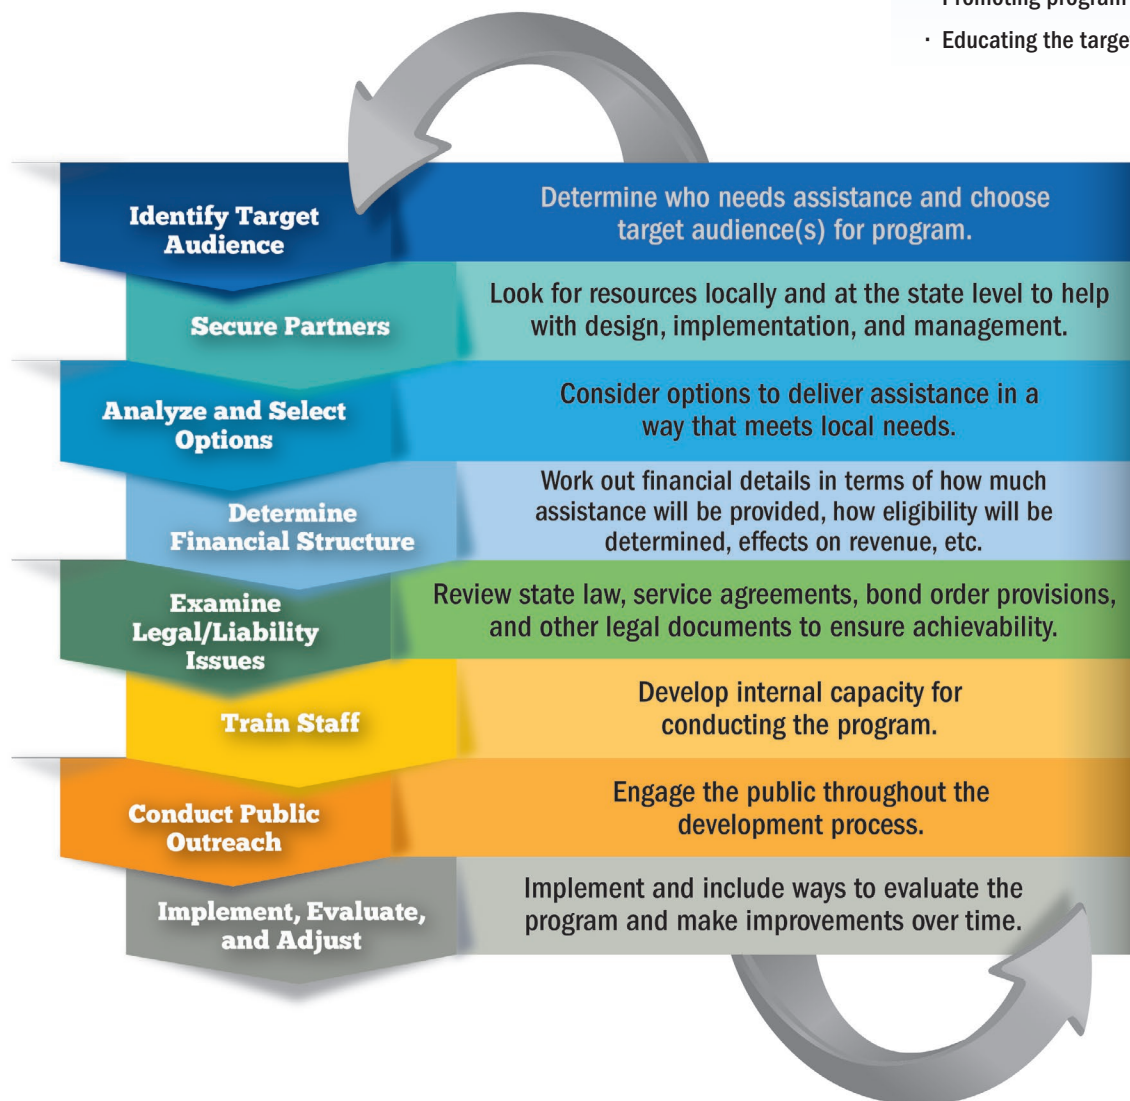 Promoting program
· Educating the targe
Identify Target
Audience
Determine who needs assistance and choose
target audience(s) for program.
Secure Partners
Look for resources locally and at the state level to help
with design, implementation, and management.
Analyze and Select
Options
Consider options to deliver assistance in a
way that meets local needs.
Determine
Financial Structure
Work out financial details in terms of how much
assistance will be provided, how eligibility will be
determined, effects on revenue, etc.
Examine
Legal/Liability
Issues
Review state law, service agreements, bond order provisions,
and other legal documents to ensure achievability.
Train Staff
Develop internal capacity for
conducting the program.
Conduct Public
Outreach
Engage the public throughout the
development process.
Implement, Evaluate,
and Adjust
Implement and include ways to evaluate the
program and make improvements over time.